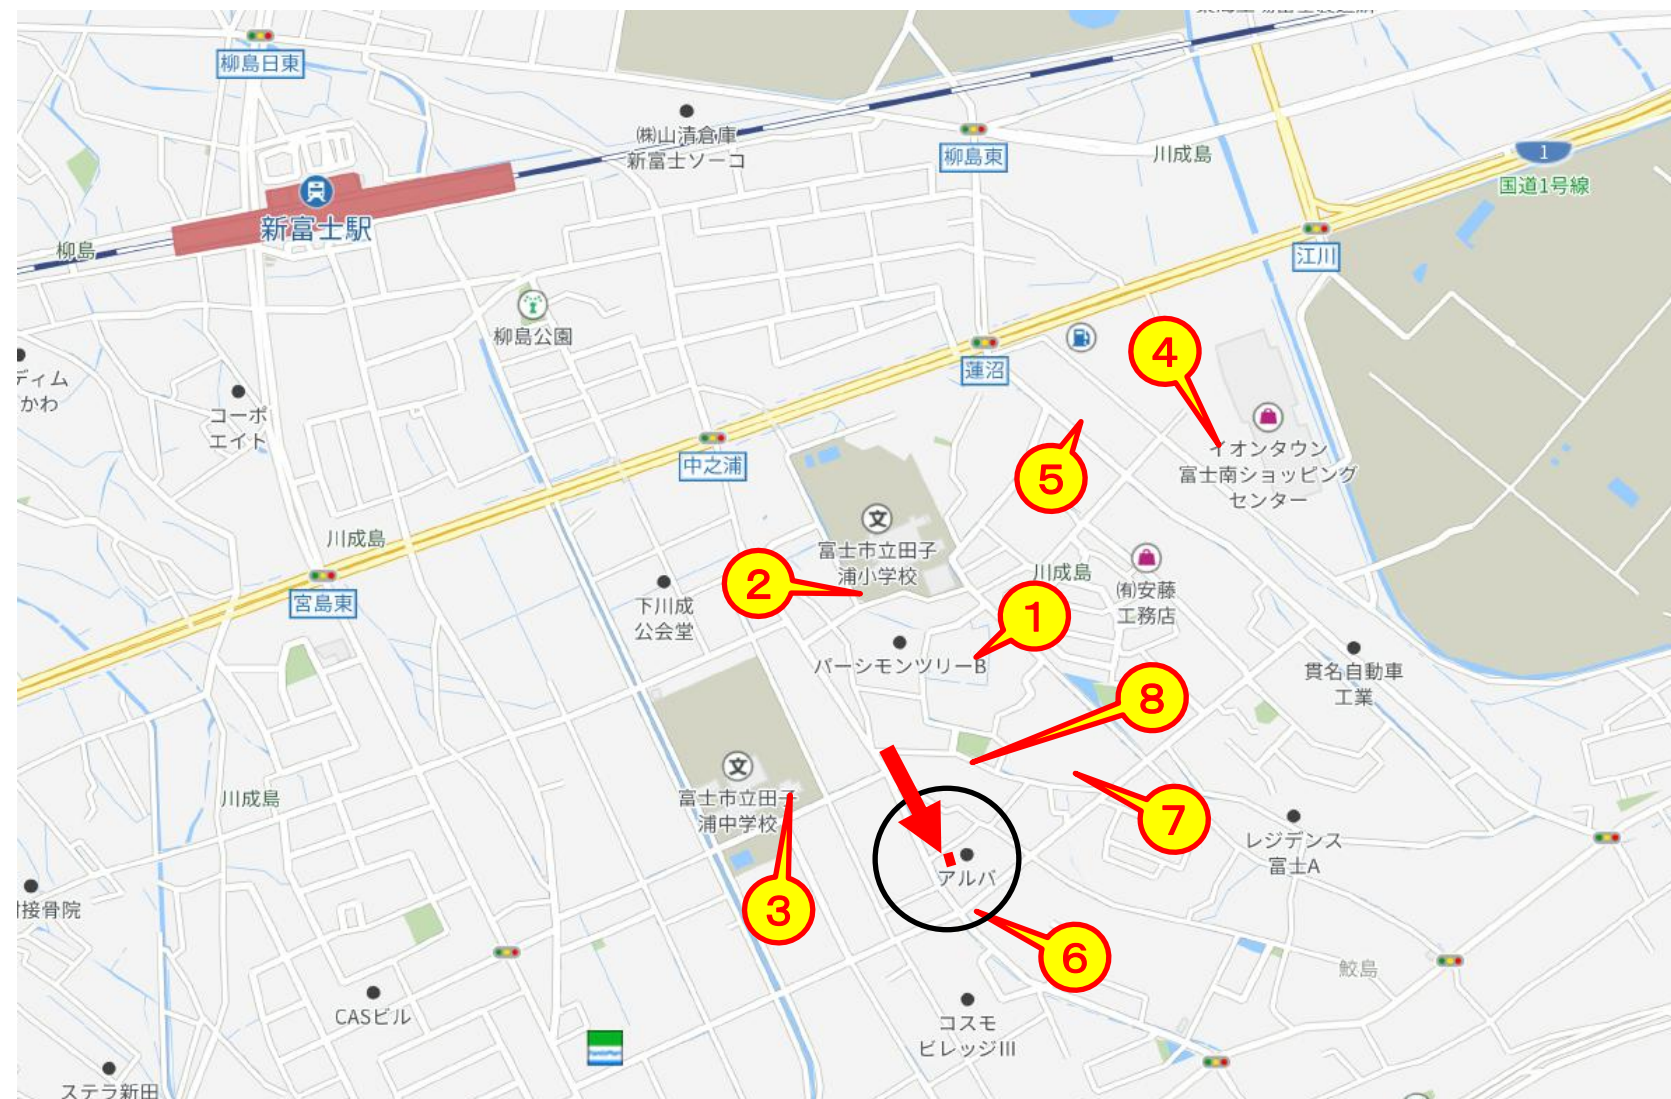 柳島日東
㈱山清倉庫
新富士ソーコ
柳島東
川成島
1
国道1号線
新富士駅
柳島
江川
柳島公園
蓮沼
4
ディム
かわ
コーポ
エイト
イオンタウン
富士南ショッピング
センター
中之浦
5
川成島
富士市立田子
浦小学校
川成島
㈲安藤
工務店
宮島東
下川成
公会堂
2
1
パーシモンツリーB
貫名自動車
工業
8
川成島
富士市立田子
浦中学校
7
レジデンス
富士A
アルバ
接骨院
3
6
鮫島
CASビル
コスモ
ビレッジIII
ステラ新田